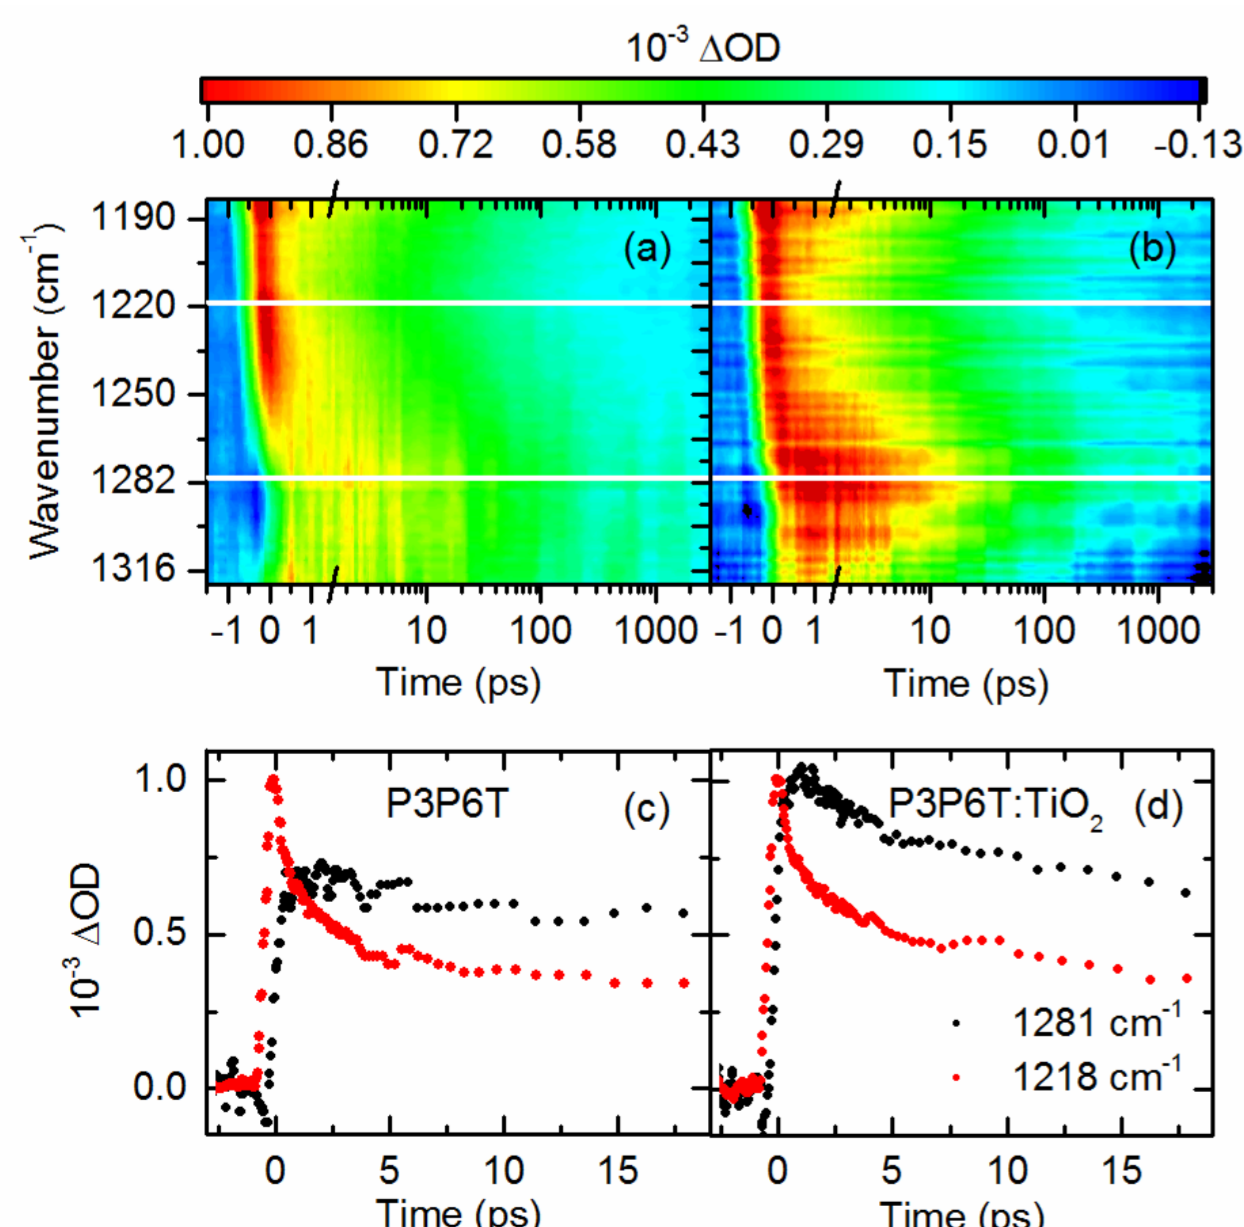 10⁻³ ΔOD
1.00 0.86 0.72 0.58 0.43 0.29 0.15 0.01 -0.13
Wavenumber (cm⁻¹)
1190
1220
1250
1282
1316
(a)
(b)
-1 0 1 10 100 1000
-1 0 1 10 100 1000
Time (ps)
Time (ps)
10⁻³ ΔOD
1.0
0.5
0.0
P3P6T (c)
P3P6T:TiO₂ (d)
1281 cm⁻¹
1218 cm⁻¹
0 5 10 15
0 5 10 15
Time (ps)
Time (ps)